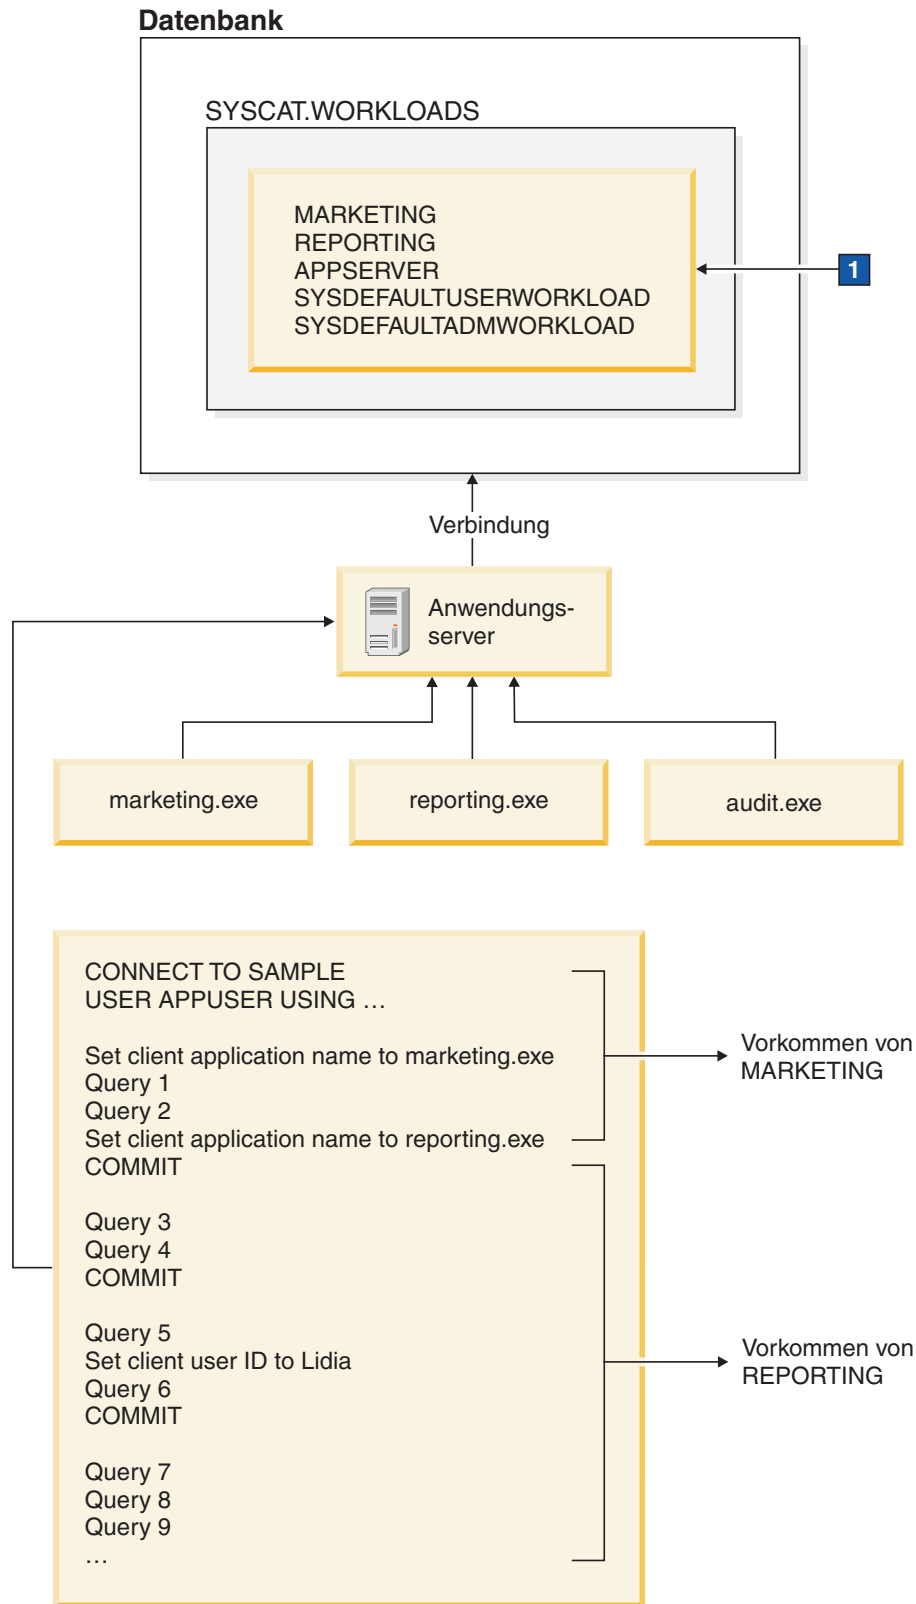 Datenbank
SYSCAT.WORKLOADS
MARKETING
REPORTING
APPSERVER
SYSDEFAULTUSERWORKLOAD
SYSDEFAULTADMWORKLOAD
1
Verbindung
Anwendungs-
server
marketing.exe
reporting.exe
audit.exe
CONNECT TO SAMPLE
USER APPUSER USING …
Set client application name to marketing.exe
Query 1
Query 2
Set client application name to reporting.exe
COMMIT
Vorkommen von
MARKETING
Query 3
Query 4
COMMIT
Query 5
Set client user ID to Lidia
Query 6
COMMIT
Query 7
Query 8
Query 9
…
Vorkommen von
REPORTING